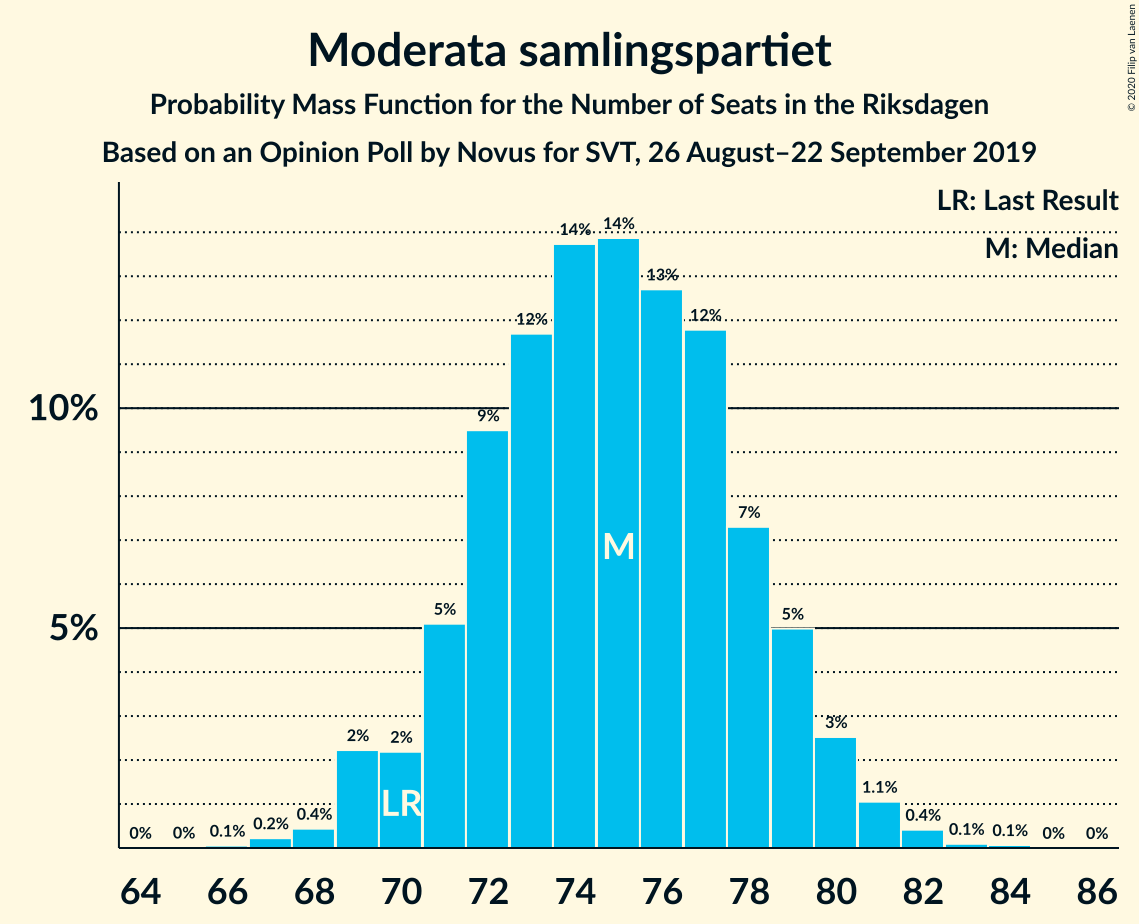 Moderata samlingspartiet
Probability Mass Function for the Number of Seats in the Riksdagen
Based on an Opinion Poll by Novus for SVT, 26 August–22 September 2019
© 2020 Filip van Laenen
LR: Last Result
M: Median
10%
5%
0%
0%
0.1%
0.2%
0.4%
2%
2%
5%
9%
12%
14%
14%
13%
12%
7%
5%
3%
1.1%
0.4%
0.1%
0.1%
0%
0%
LR
M
64 66 68 70 72 74 76 78 80 82 84 86